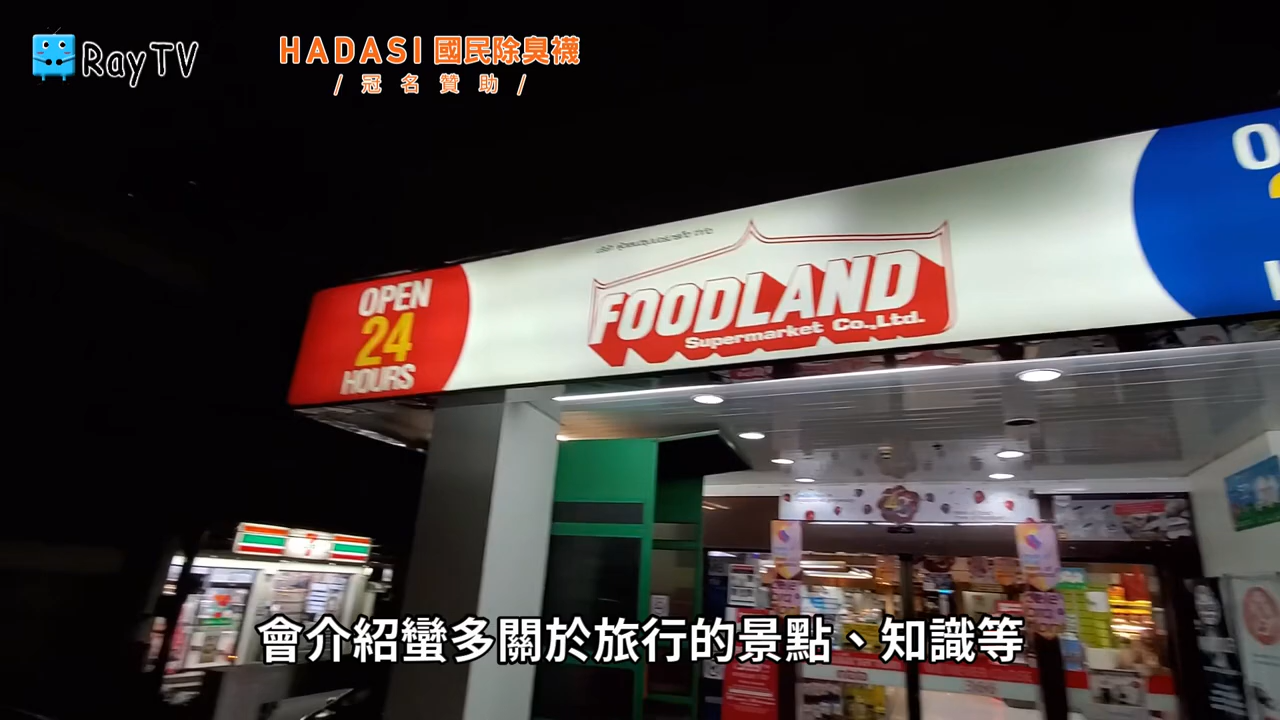 RayTV
HADASI 國民除臭襪
/ 冠名贊助 /
OPEN
24
HOURS
FOODLAND
Supermarket Co.,Ltd.
會介紹蠻多關於旅行的景點、知識等